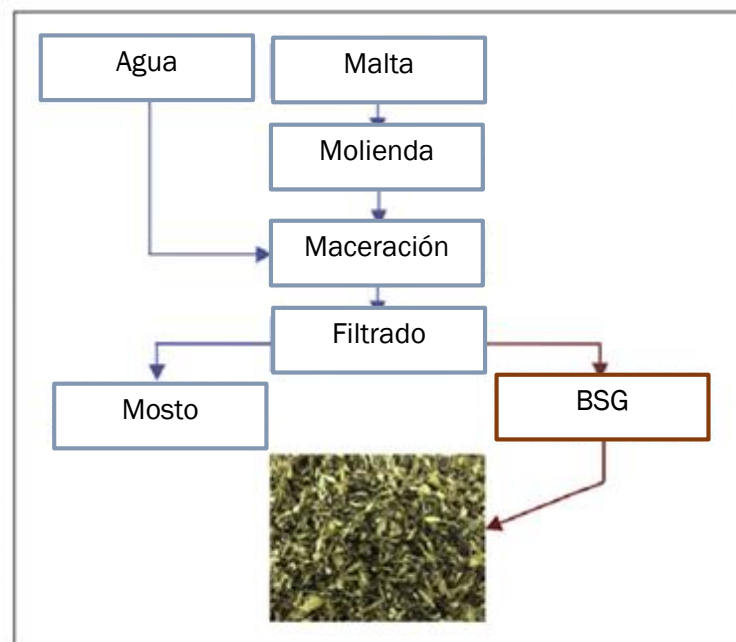 Agua
Malta
Molienda
Maceración
Filtrado
Mosto
BSG